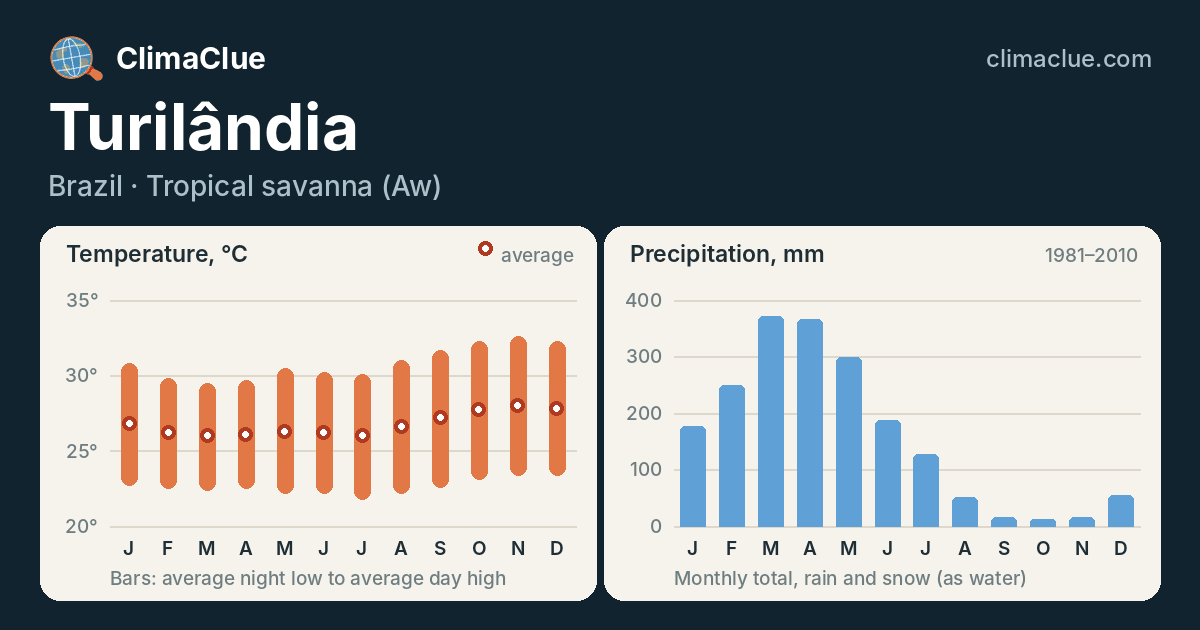 ClimaClue
climaclue.com
Turilândia
Brazil · Tropical savanna (Aw)
Temperature, °C
average
35°
30°
25°
20°
J F M A M J J A S O N D
Bars: average night low to average day high
Precipitation, mm
1981–2010
400
300
200
100
0
J F M A M J J A S O N D
Monthly total, rain and snow (as water)